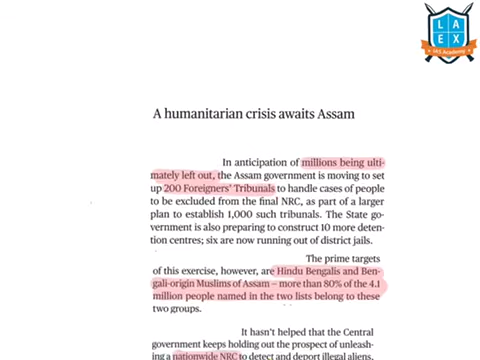 LA
EX
IAS Academy
A humanitarian crisis awaits Assam
In anticipation of millions being ulti-
mately left out, the Assam government is moving to set
up 200 Foreigners' Tribunals to handle cases of people
to be excluded from the final NRC, as part of a larger
plan to establish 1,000 such tribunals. The State go-
vernment is also preparing to construct 10 more deten-
tion centres; six are now running out of district jails.
The prime targets
of this exercise, however, are Hindu Bengalis and Ben-
gali-origin Muslims of Assam – more than 80% of the 4.1
million people named in the two lists belong to these
two groups.
It hasn't helped that the Central
government keeps holding out the prospect of unleash-
ing a nationwide NRC to detect and deport illegal aliens.